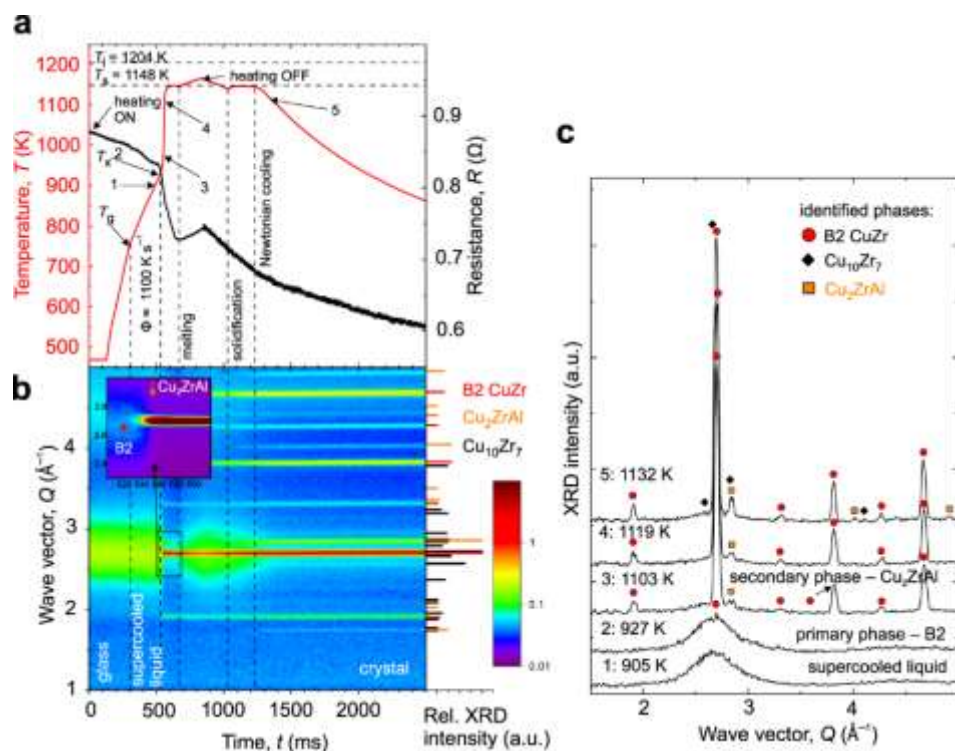 a
T_l = 1204 K
T_s = 1148 K
heating OFF
heating
ON
1200
1100
1000
900
800
700
600
500
Temperature, T (K)
T_x
2
1
T_g
4
3
5
Φ = 1100 K s
melting
solidification
Newtonian cooling
0.9
0.8
0.7
0.6
Resistance, R (Ω)
b
Cu2ZrAl
B2
4
3
2
1
Wave vector, Q (Å⁻¹)
glass
supercooled
liquid
crystal
0
500
1000
1500
2000
Time, t (ms)
B2 CuZr
Cu2ZrAl
Cu10Zr7
1
0.1
0.01
Rel. XRD
intensity (a.u.)
c
identified phases:
B2 CuZr
Cu10Zr7
Cu2ZrAl
XRD intensity (a.u.)
5: 1132 K
4: 1119 K
3: 1103 K
secondary phase – Cu2ZrAl
2: 927 K
primary phase – B2
1: 905 K
supercooled liquid
2
3
4
5
Wave vector, Q (Å⁻¹)